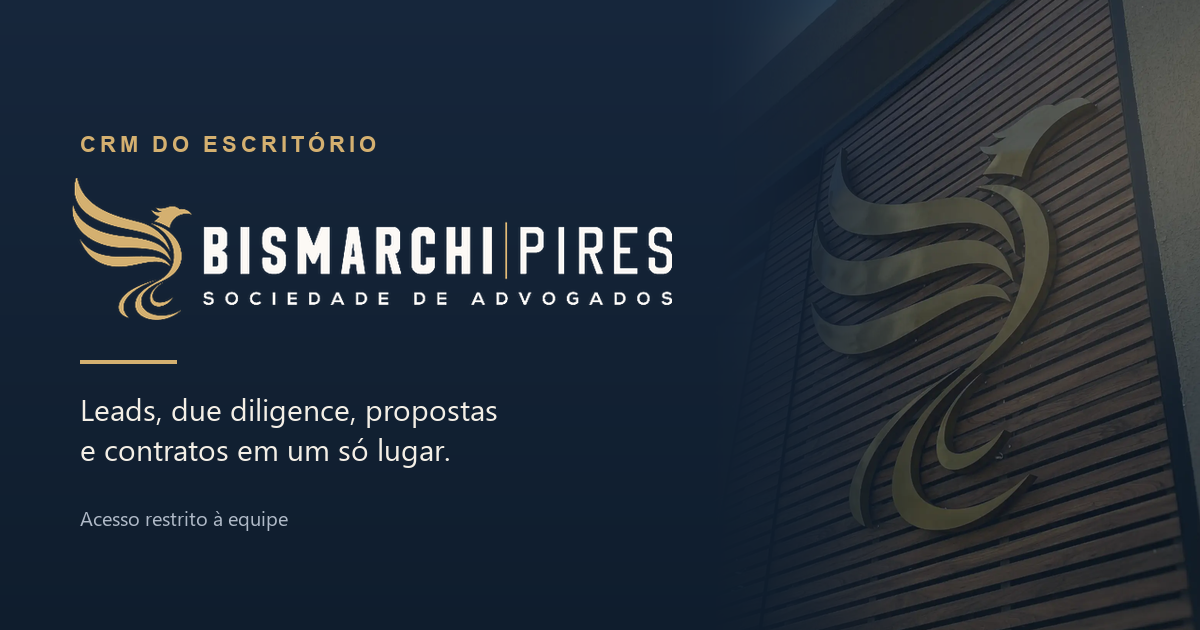 CRM DO ESCRITÓRIO
BISMARCHI|PIRES
SOCIEDADE DE ADVOGADOS
Leads, due diligence, propostas
e contratos em um só lugar.
Acesso restrito à equipe